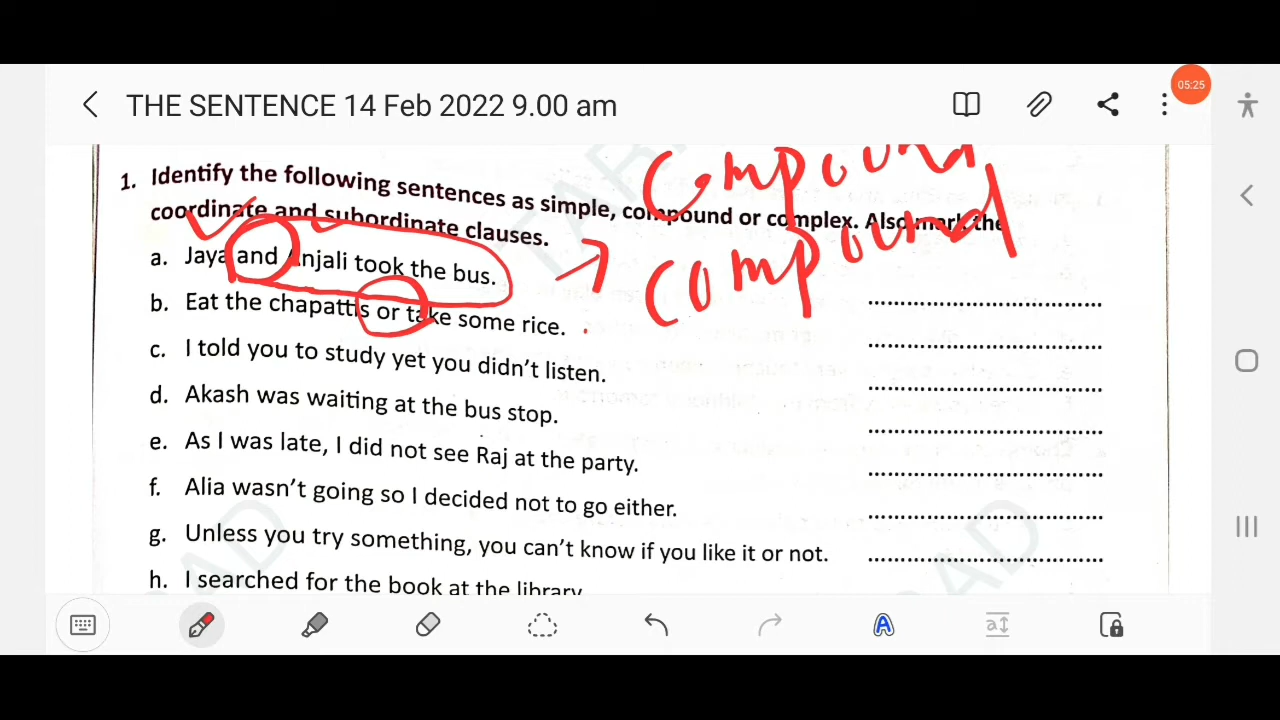 05:25
THE SENTENCE 14 Feb 2022 9.00 am
Compound
1. Identify the following sentences as simple, compound or complex. Also mark the
coordinate and subordinate clauses.
a. Jaya and Anjali took the bus. ..........
→ Compound
b. Eat the chapattis or take some rice. ..........
c. I told you to study yet you didn't listen. ..........
d. Akash was waiting at the bus stop. ..........
e. As I was late, I did not see Raj at the party. ..........
f. Alia wasn't going so I decided not to go either. ..........
g. Unless you try something, you can't know if you like it or not. ..........
h. I searched for the book at the library
A
a